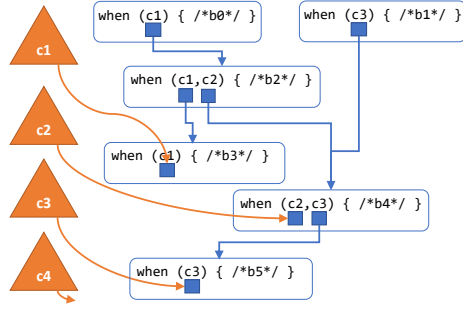 when (c1) { /*b0*/ }
when (c3) { /*b1*/ }
c1
when (c1,c2) { /*b2*/ }
c2
when (c1) { /*b3*/ }
c3
when (c2,c3) { /*b4*/ }
c4
when (c3) { /*b5*/ }